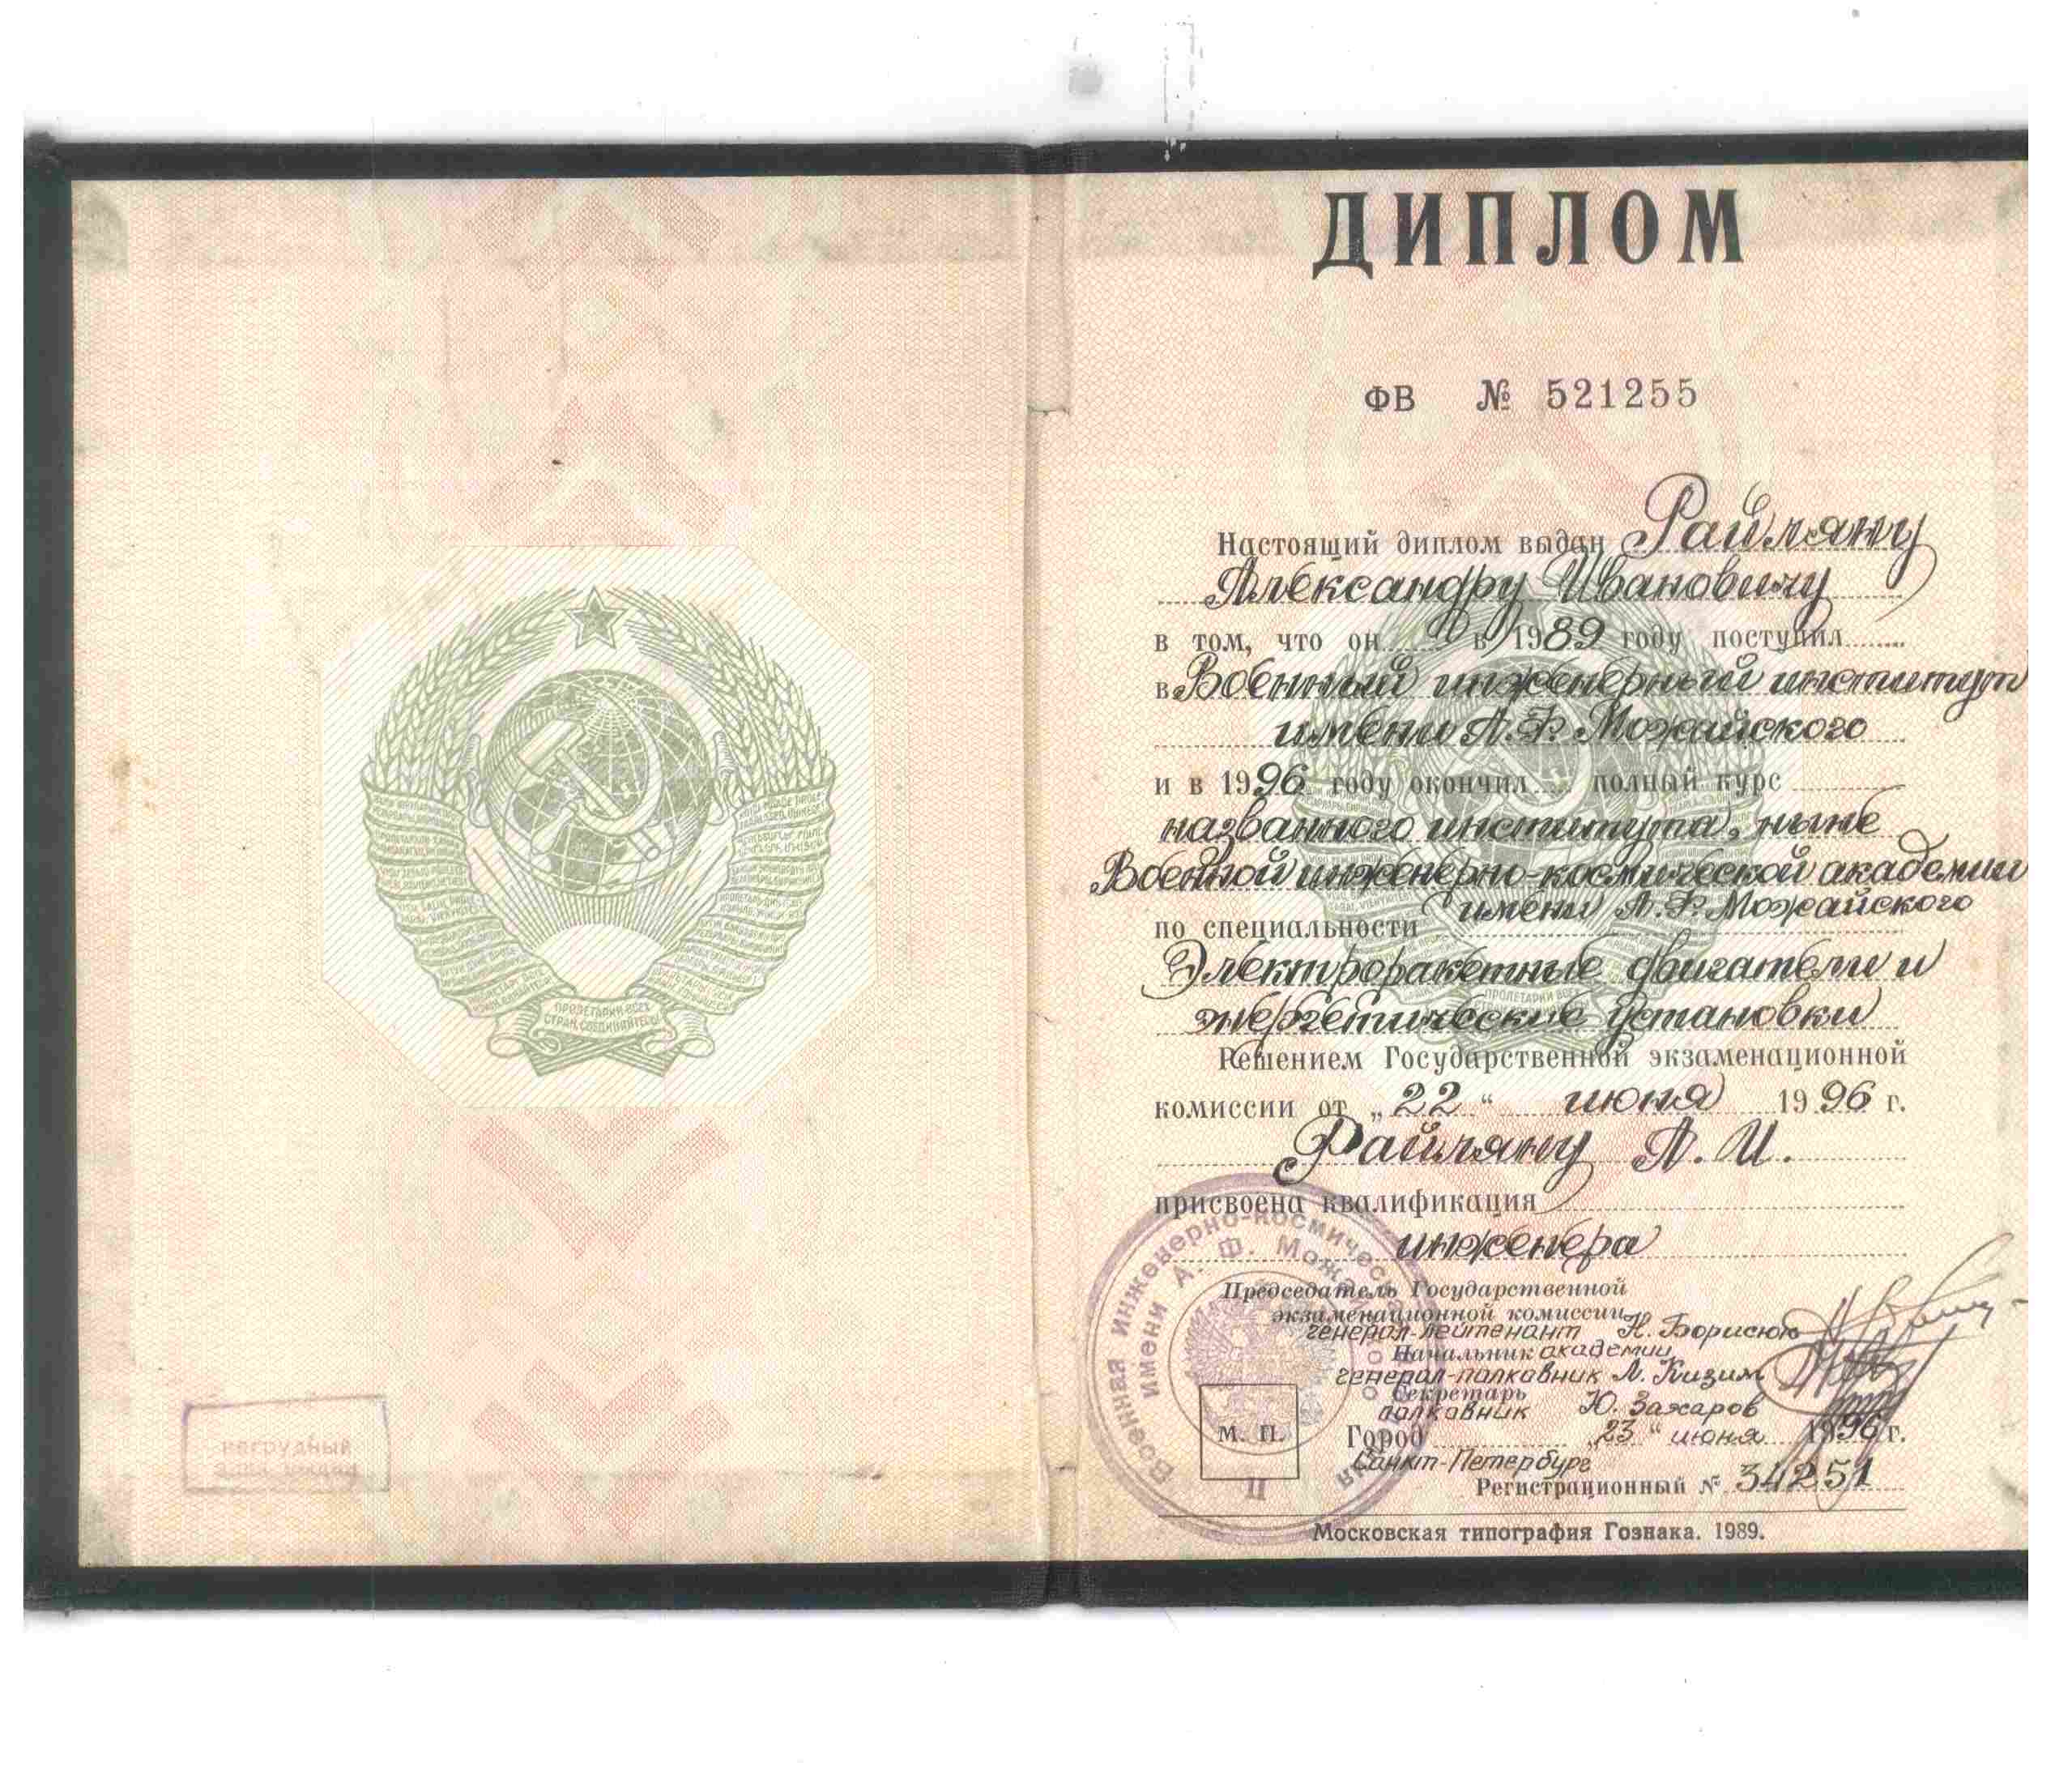 ДИПЛОМ
ФВ № 521255
Настоящий диплом выдан Райляну
Александру Ивановичу
в том, что он в 1989 году поступил
в Военный инженерный институт
имени А.Ф. Можайского
и в 1996 году окончил полный курс
названного института, ныне
Военной инженерно-космической академии
имени А.Ф. Можайского
по специальности
Электроракетные двигатели и
энергетические установки
Решением Государственной экзаменационной
комиссии от „22“ июня 1996 г.
Райляну А. И.
присвоена квалификация
инженера
Председатель Государственной
экзаменационной комиссии
генерал-лейтенант Н. Борисюк
Начальник академии
генерал-полковник Л. Кизим
Секретарь
полковник Ю. Захаров
М. П.
Город „23“ июня 1996 г.
Санкт-Петербург
Регистрационный № 34251
Московская типография Гознака. 1989.
Военная инженерно-космическая
имени А. Ф. Можайского
ПРОЛЕТАРИИ ВСЕХ
СТРАН, СОЕДИНЯЙТЕСЬ!
нагрудный
знак выдан